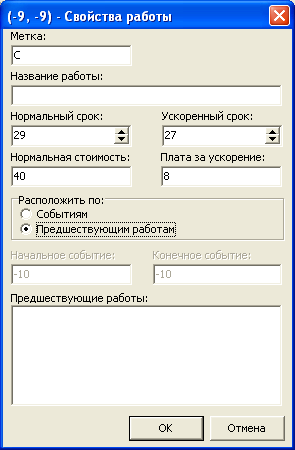 (-9, -9) - Свойства работы
Метка:
C
Название работы:
Нормальный срок: Ускоренный срок:
29 27
Нормальная стоимость: Плата за ускорение:
40 8
Расположить по:
Событиям
Предшествующим работам
Начальное событие: Конечное событие:
-10 -10
Предшествующие работы:
OK Отмена